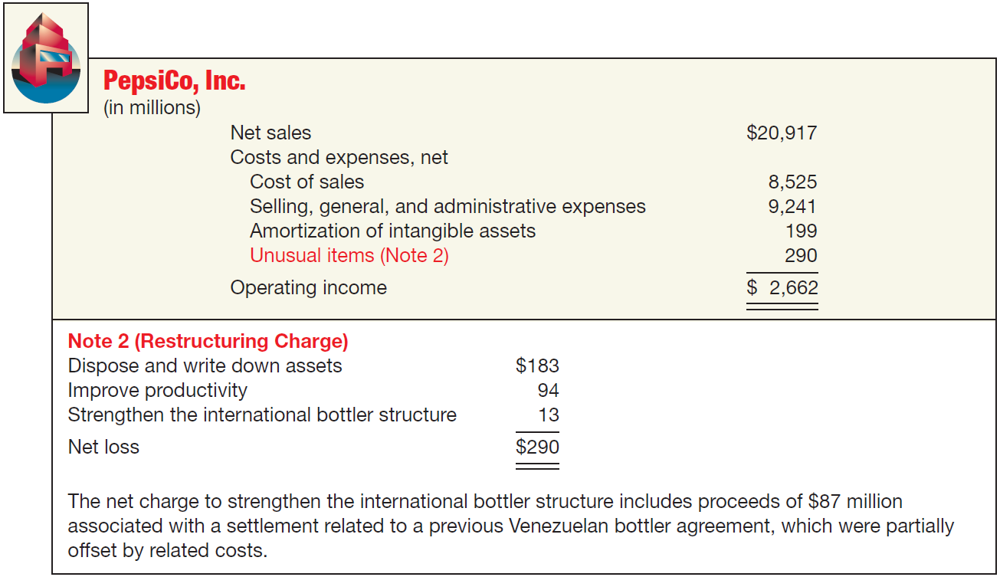 PepsiCo, Inc.
(in millions)
Net sales $20,917
Costs and expenses, net
Cost of sales 8,525
Selling, general, and administrative expenses 9,241
Amortization of intangible assets 199
Unusual items (Note 2) 290
Operating income $ 2,662
Note 2 (Restructuring Charge)
Dispose and write down assets $183
Improve productivity 94
Strengthen the international bottler structure 13
Net loss $290
The net charge to strengthen the international bottler structure includes proceeds of $87 million
associated with a settlement related to a previous Venezuelan bottler agreement, which were partially
offset by related costs.